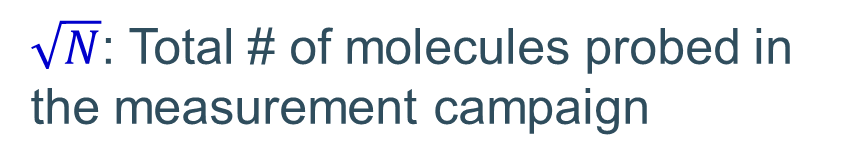 √N: Total # of molecules probed in
the measurement campaign